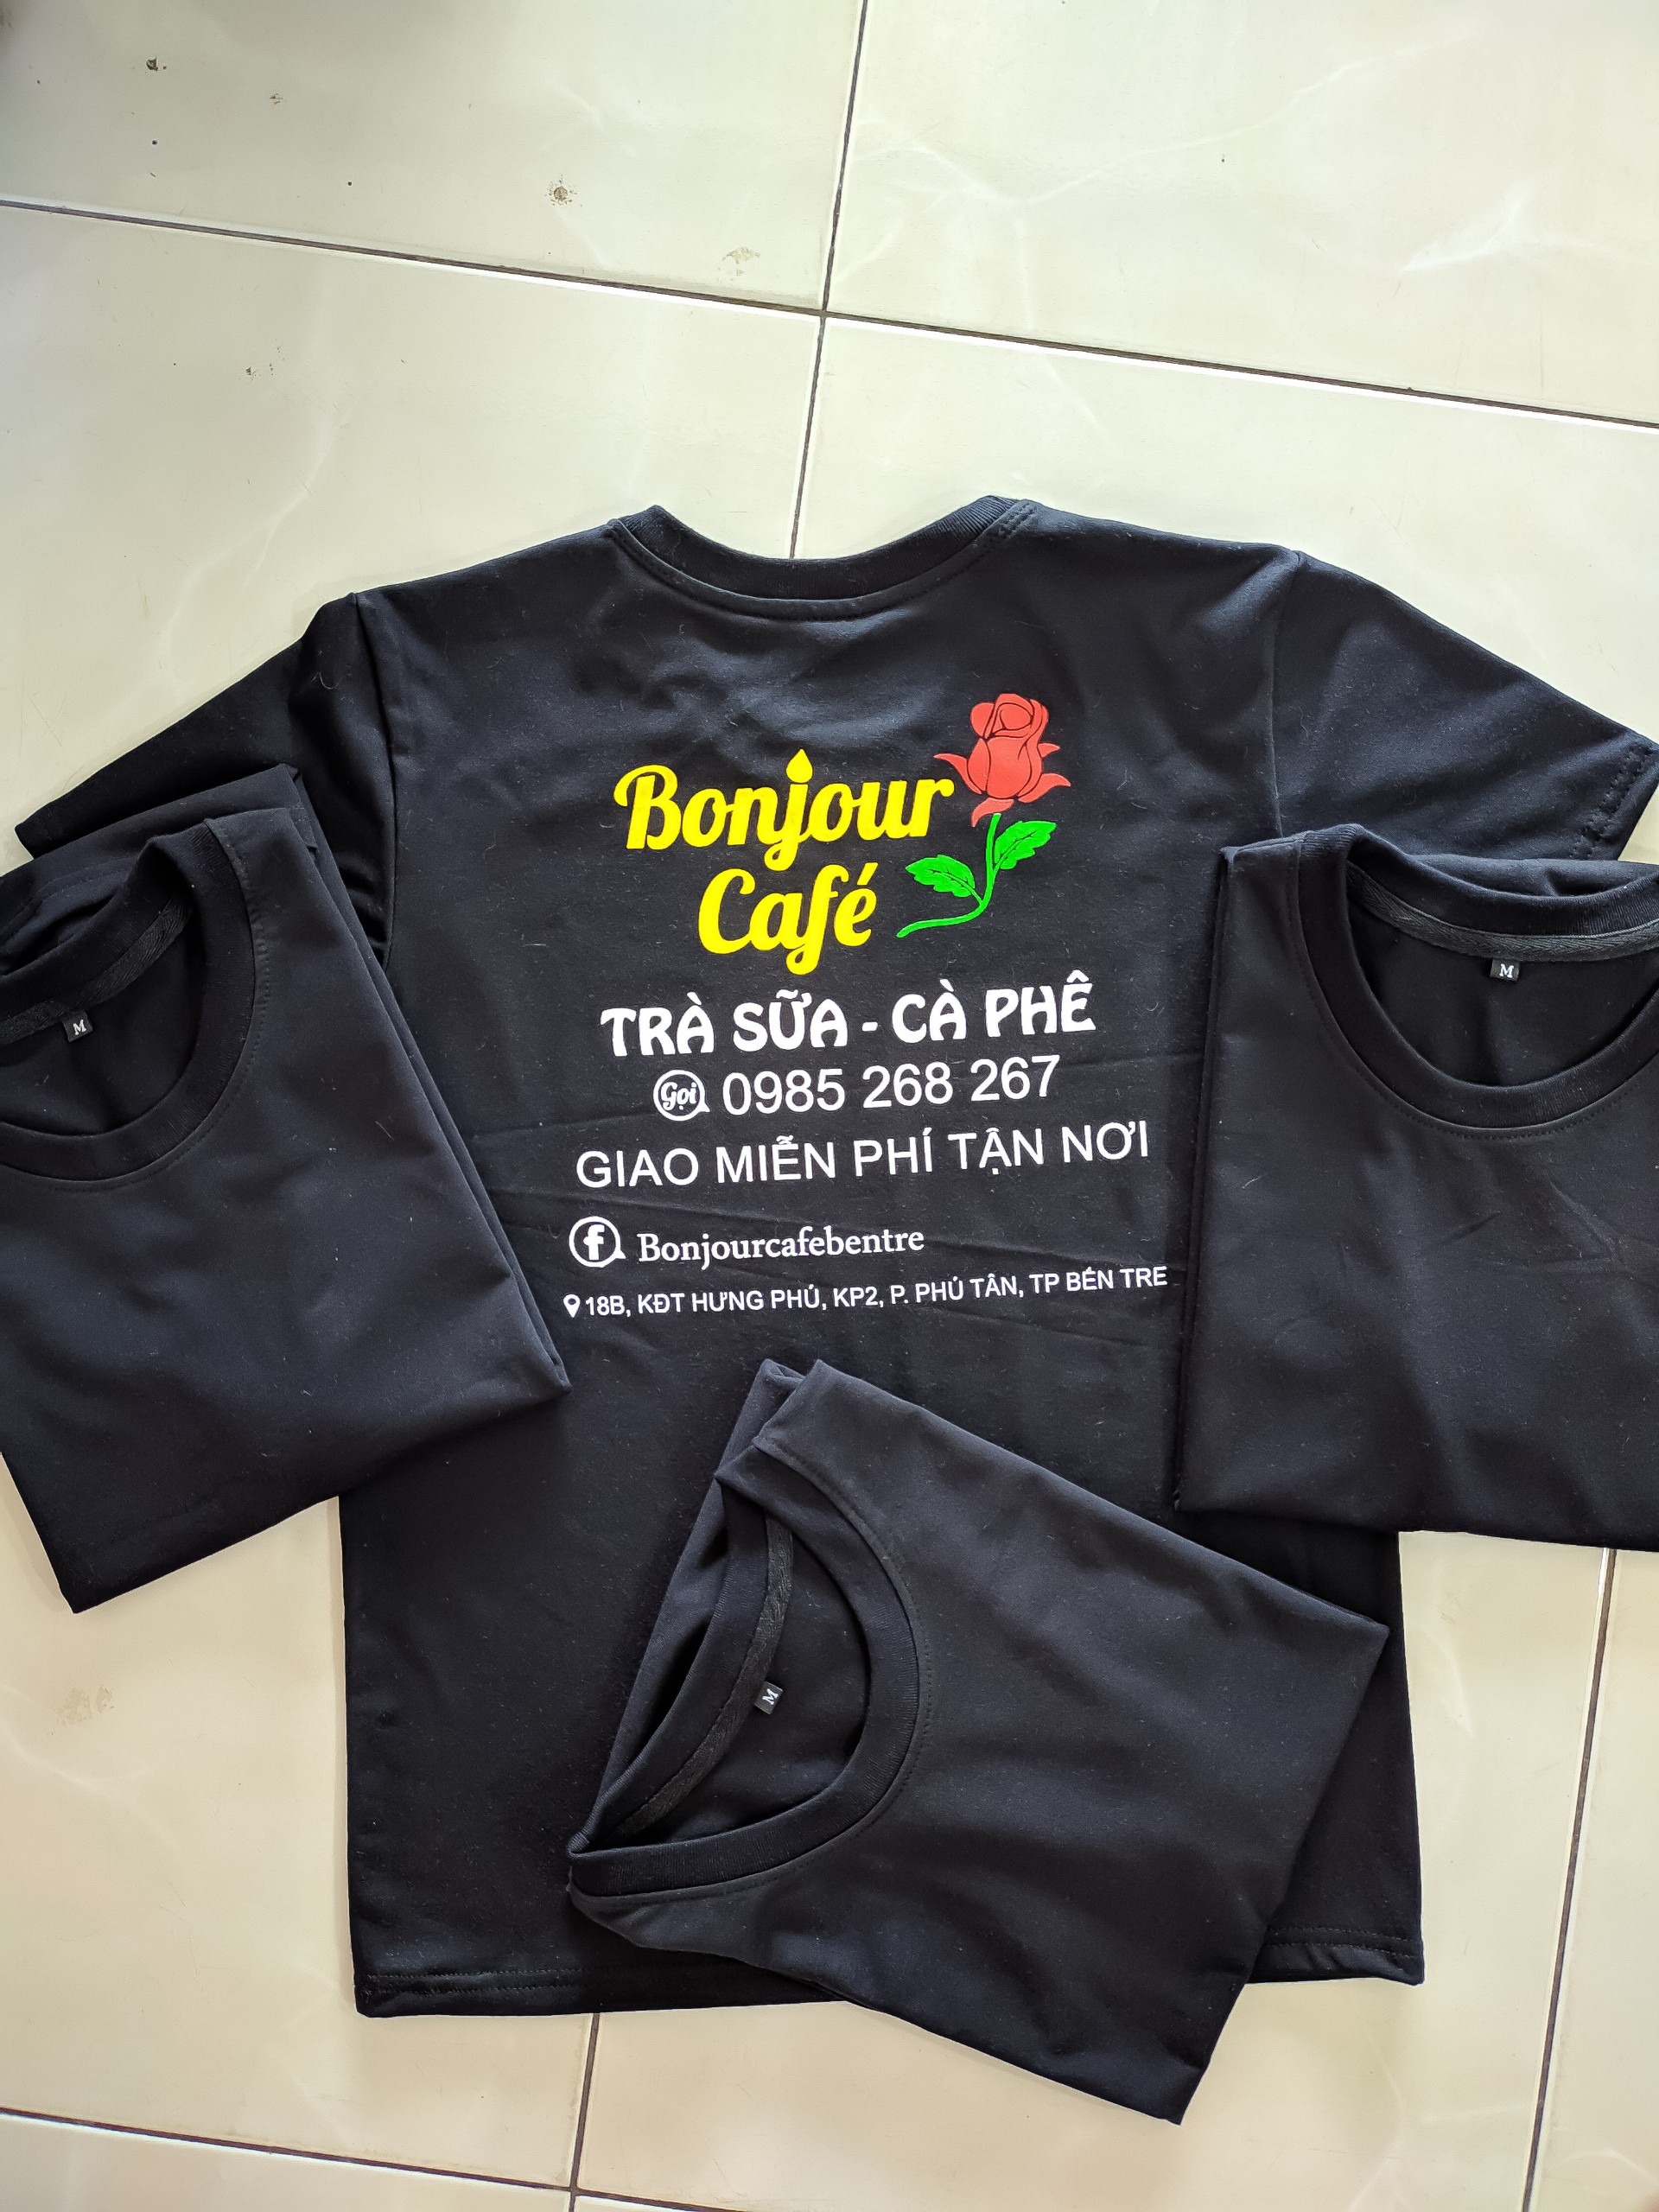 Bonjour
Café
TRÀ SỮA - CÀ PHÊ
Gọi 0985 268 267
GIAO MIỄN PHÍ TẬN NƠI
f Bonjourcafebentre
18B, KĐT HƯNG PHÚ, KP2, P. PHÚ TÂN, TP BẾN TRE
M
M
M